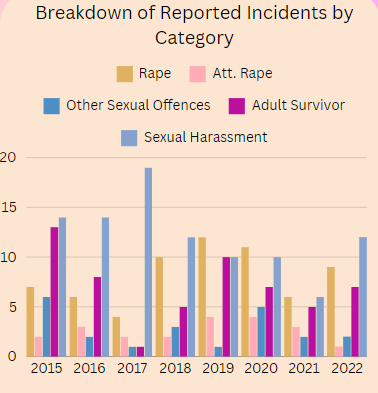 Breakdown of Reported Incidents by
Category
Rape Att. Rape
Other Sexual Offences Adult Survivor
Sexual Harassment
20
15
10
5
0
2015 2016 2017 2018 2019 2020 2021 2022